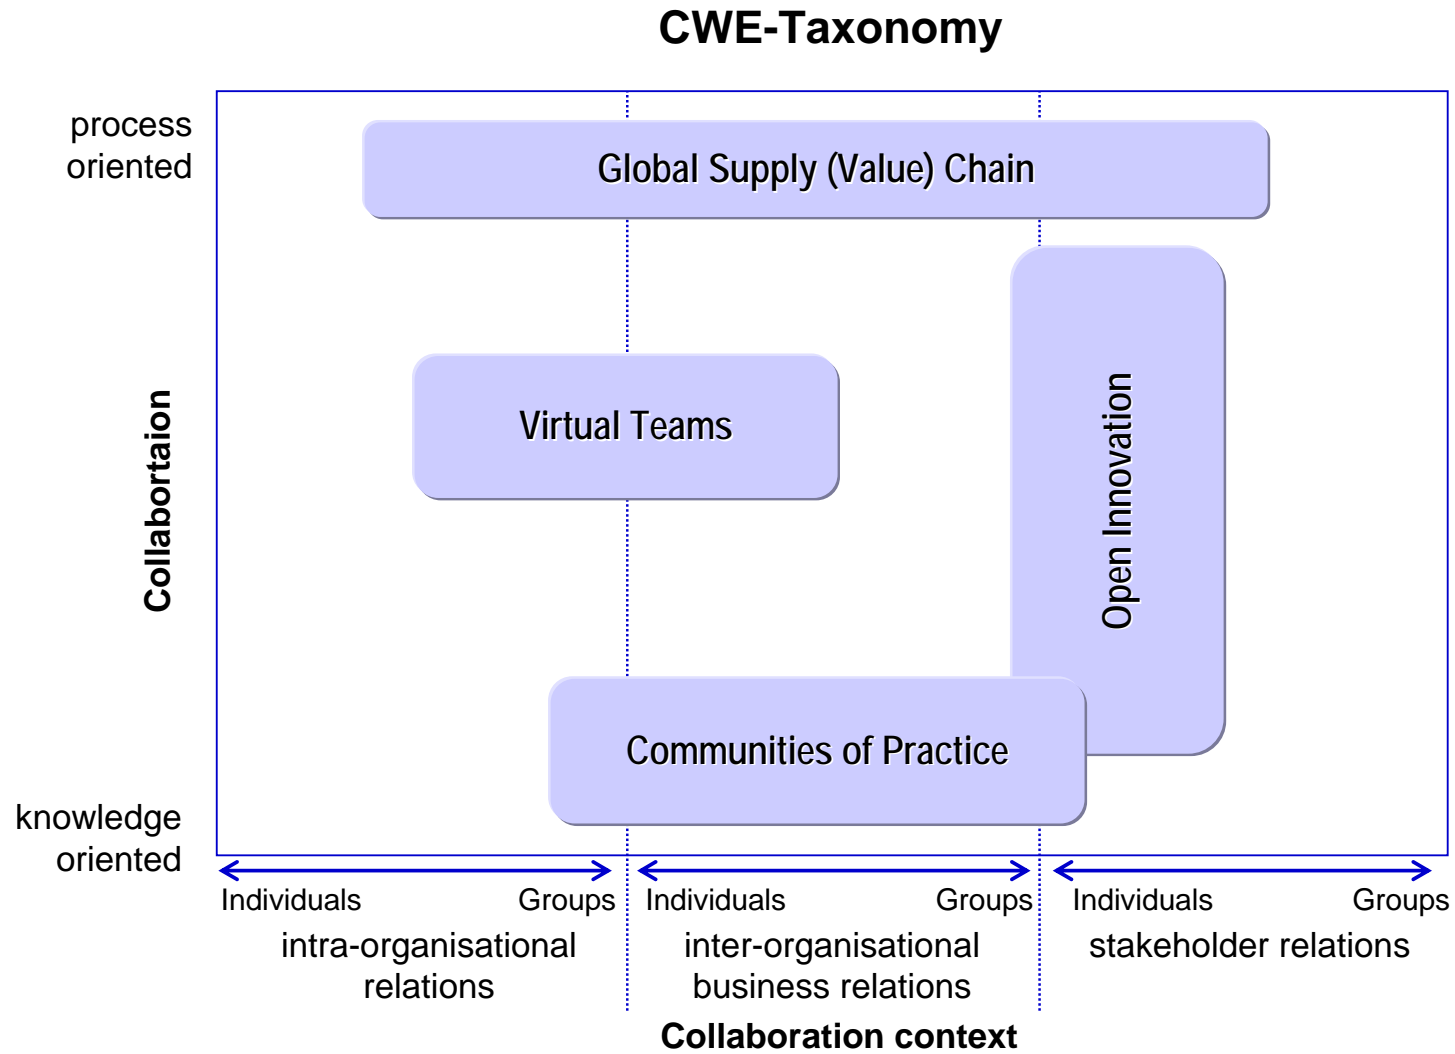 CWE-Taxonomy
process
oriented
Global Supply (Value) Chain
Virtual Teams
Open Innovation
Collabortaion
Communities of Practice
knowledge
oriented
Individuals Groups Individuals Groups Individuals Groups
intra-organisational
relations
inter-organisational
business relations
stakeholder relations
Collaboration context